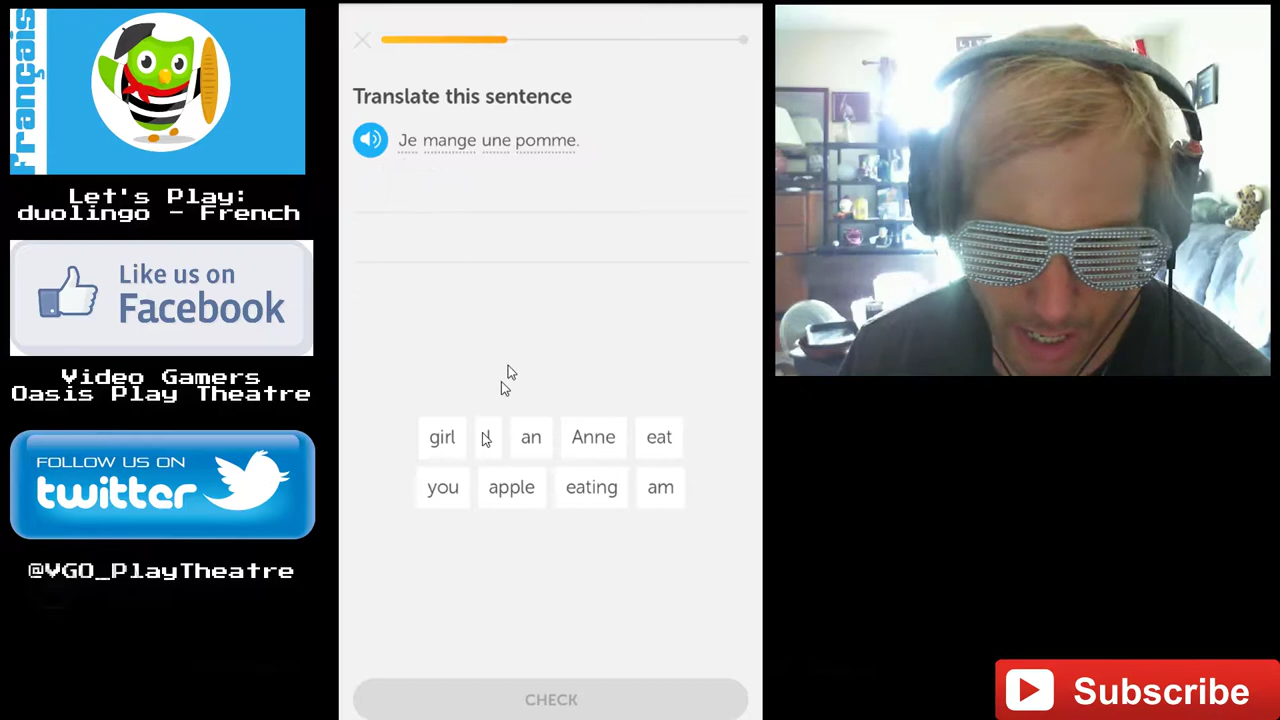 français
Let's Play:
duolingo - French
Like us on
Facebook
Video Gamers
Oasis Play Theatre
FOLLOW US ON
twitter
@VGO_PlayTheatre
Translate this sentence
Je mange une pomme.
girl
an
Anne
eat
you
apple
eating
am
CHECK
Subscribe